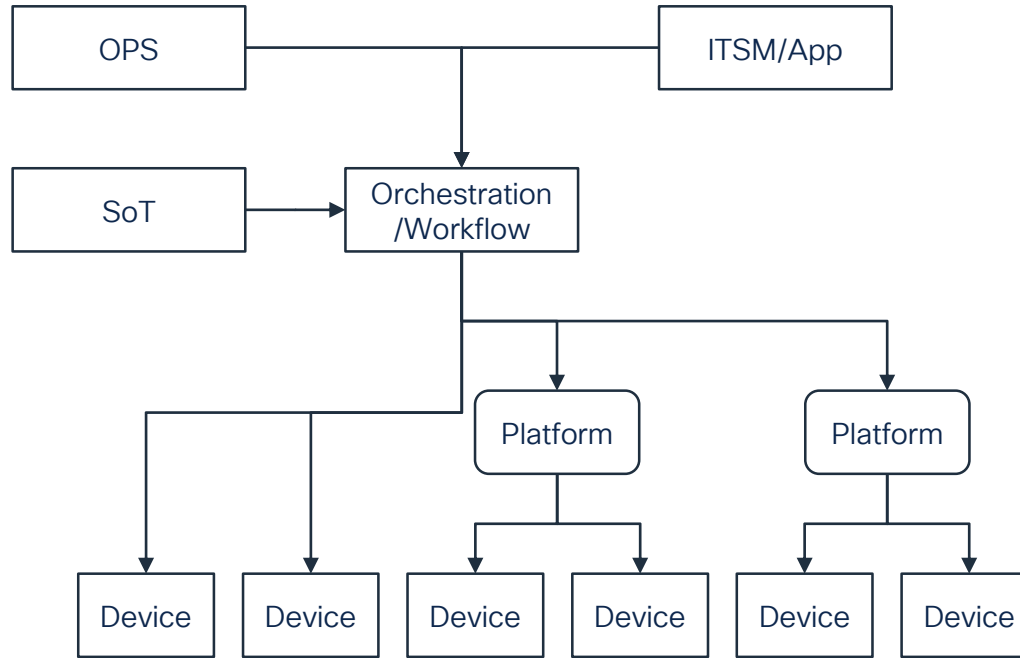 OPS
ITSM/App
SoT
Orchestration
/Workflow
Platform
Platform
Device
Device
Device
Device
Device
Device